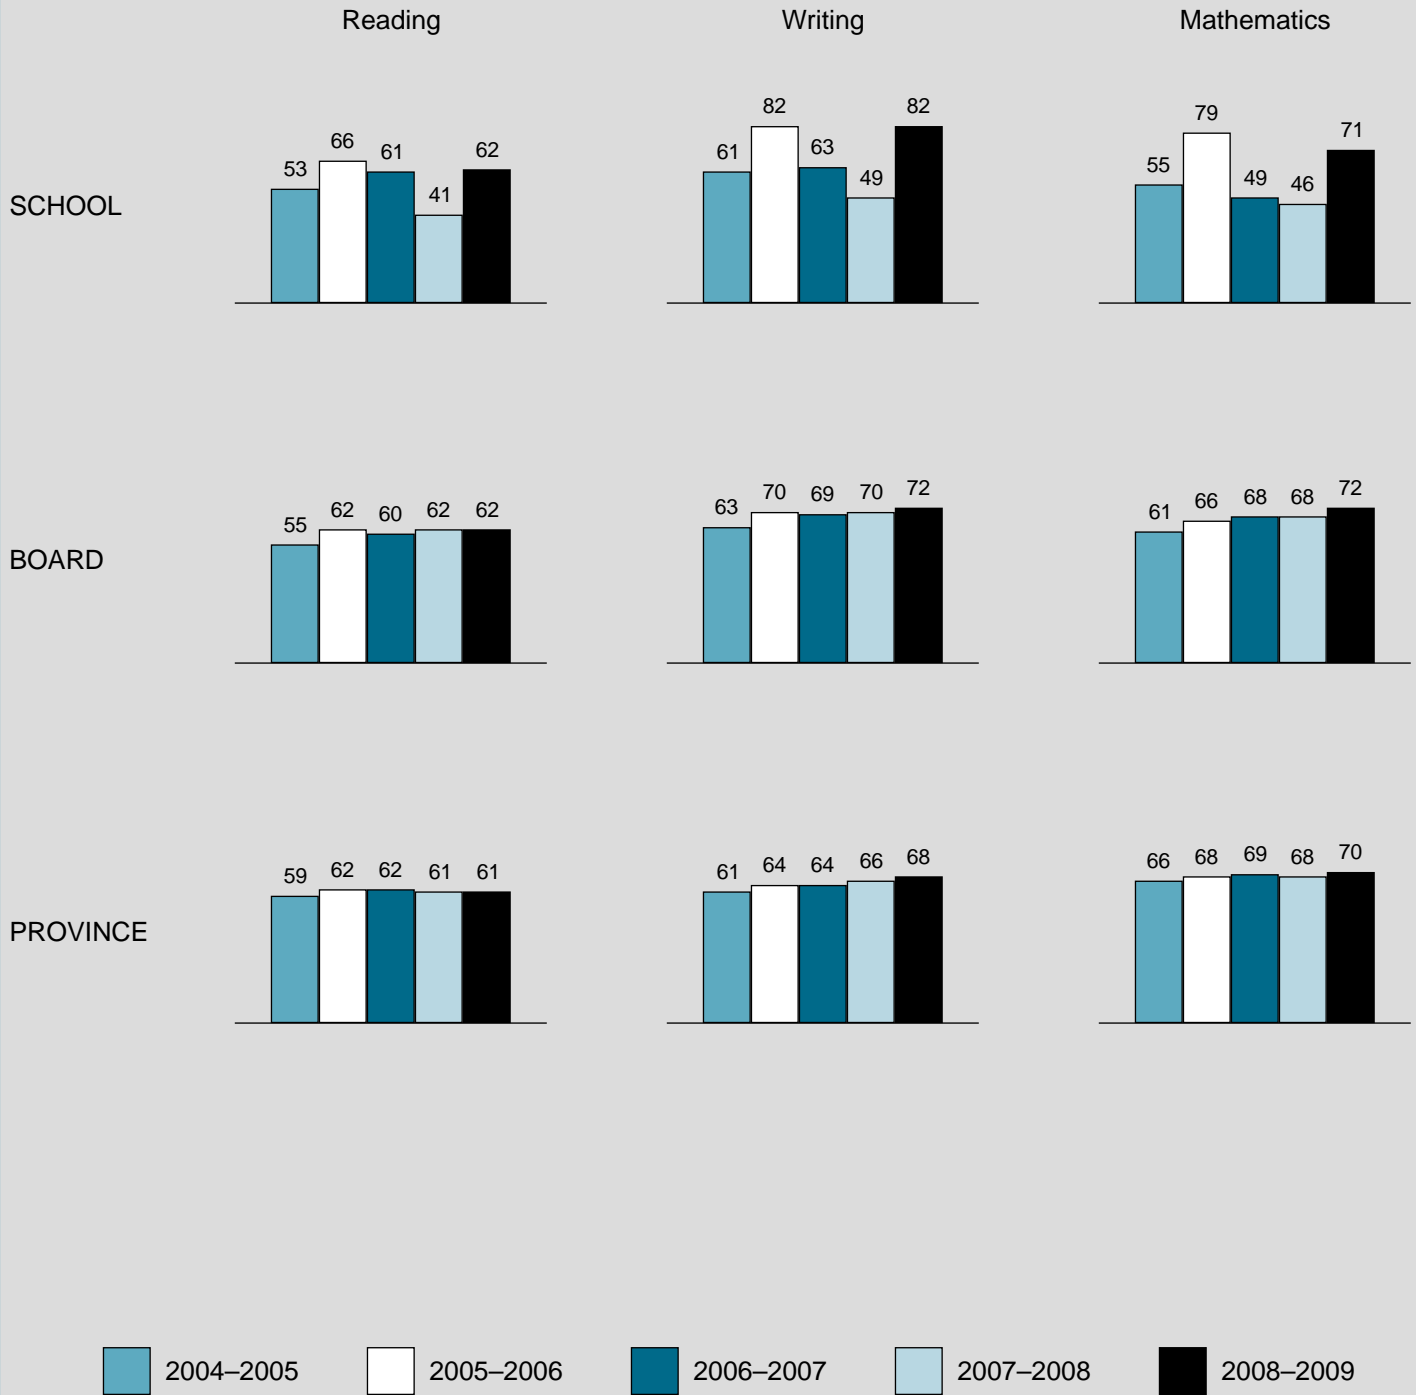 Reading Writing Mathematics
SCHOOL
53 66 61 41 62
61 82 63 49 82
55 79 49 46 71
BOARD
55 62 60 62 62
63 70 69 70 72
61 66 68 68 72
PROVINCE
59 62 62 61 61
61 64 64 66 68
66 68 69 68 70
2004–2005 2005–2006 2006–2007 2007–2008 2008–2009